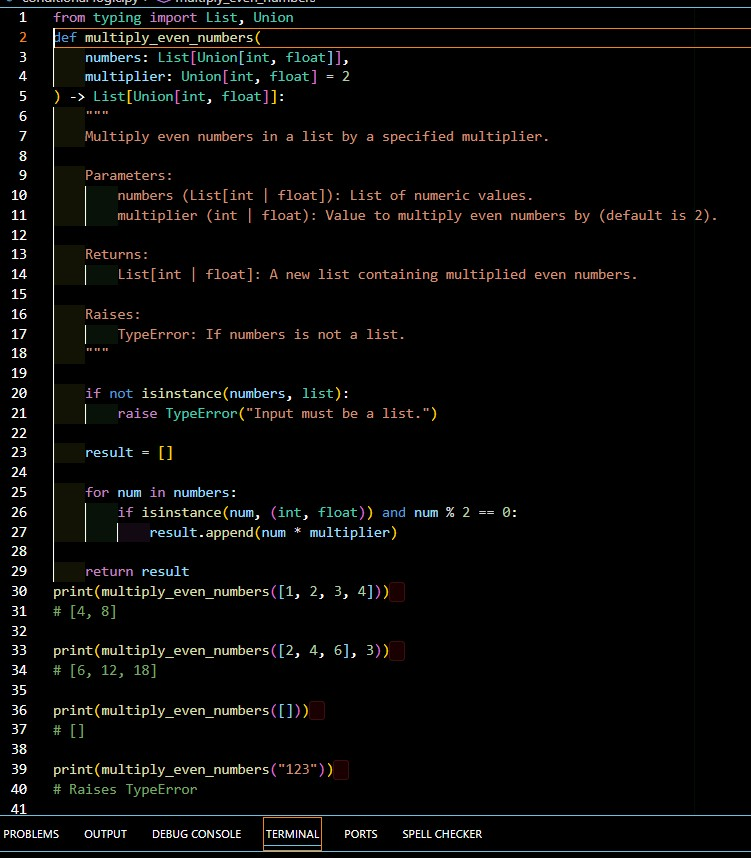 1 from typing import List, Union
2 def multiply_even_numbers(
3     numbers: List[Union[int, float]],
4     multiplier: Union[int, float] = 2
5 ) -> List[Union[int, float]]:
6     """
7     Multiply even numbers in a list by a specified multiplier.
8
9     Parameters:
10         numbers (List[int | float]): List of numeric values.
11         multiplier (int | float): Value to multiply even numbers by (default is 2).
12
13     Returns:
14         List[int | float]: A new list containing multiplied even numbers.
15
16     Raises:
17         TypeError: If numbers is not a list.
18     """
19
20     if not isinstance(numbers, list):
21         raise TypeError("Input must be a list.")
22
23     result = []
24
25     for num in numbers:
26         if isinstance(num, (int, float)) and num % 2 == 0:
27             result.append(num * multiplier)
28
29     return result
30 print(multiply_even_numbers([1, 2, 3, 4]))
31 # [4, 8]
32
33 print(multiply_even_numbers([2, 4, 6], 3))
34 # [6, 12, 18]
35
36 print(multiply_even_numbers([]))
37 # []
38
39 print(multiply_even_numbers("123"))
40 # Raises TypeError
41
PROBLEMS OUTPUT DEBUG CONSOLE TERMINAL PORTS SPELL CHECKER